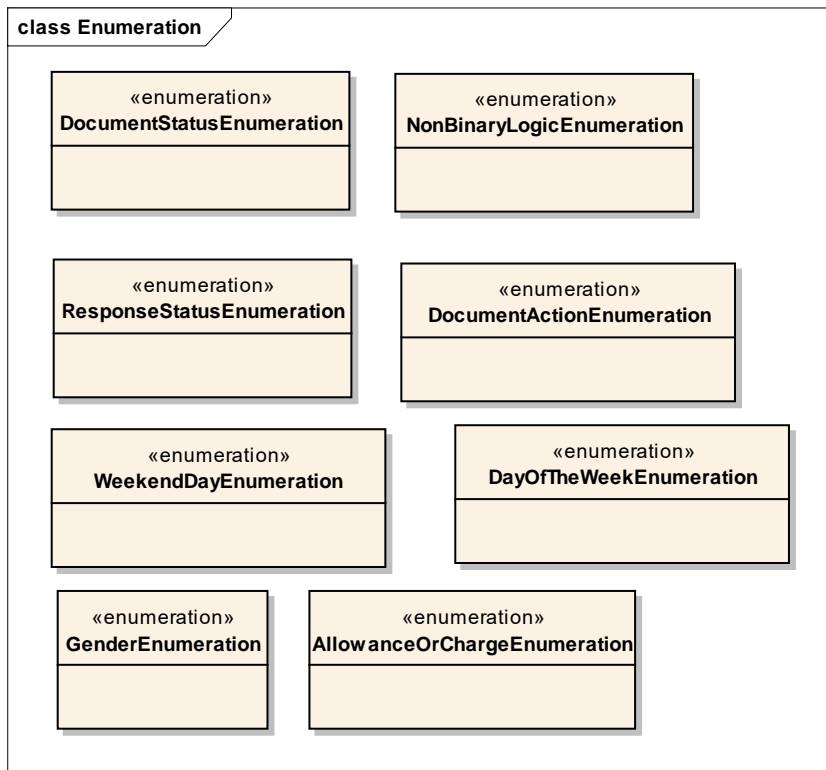 class Enumeration
«enumeration»
DocumentStatusEnumeration
«enumeration»
NonBinaryLogicEnumeration
«enumeration»
ResponseStatusEnumeration
«enumeration»
DocumentActionEnumeration
«enumeration»
WeekendDayEnumeration
«enumeration»
DayOfTheWeekEnumeration
«enumeration»
GenderEnumeration
«enumeration»
AllowanceOrChargeEnumeration